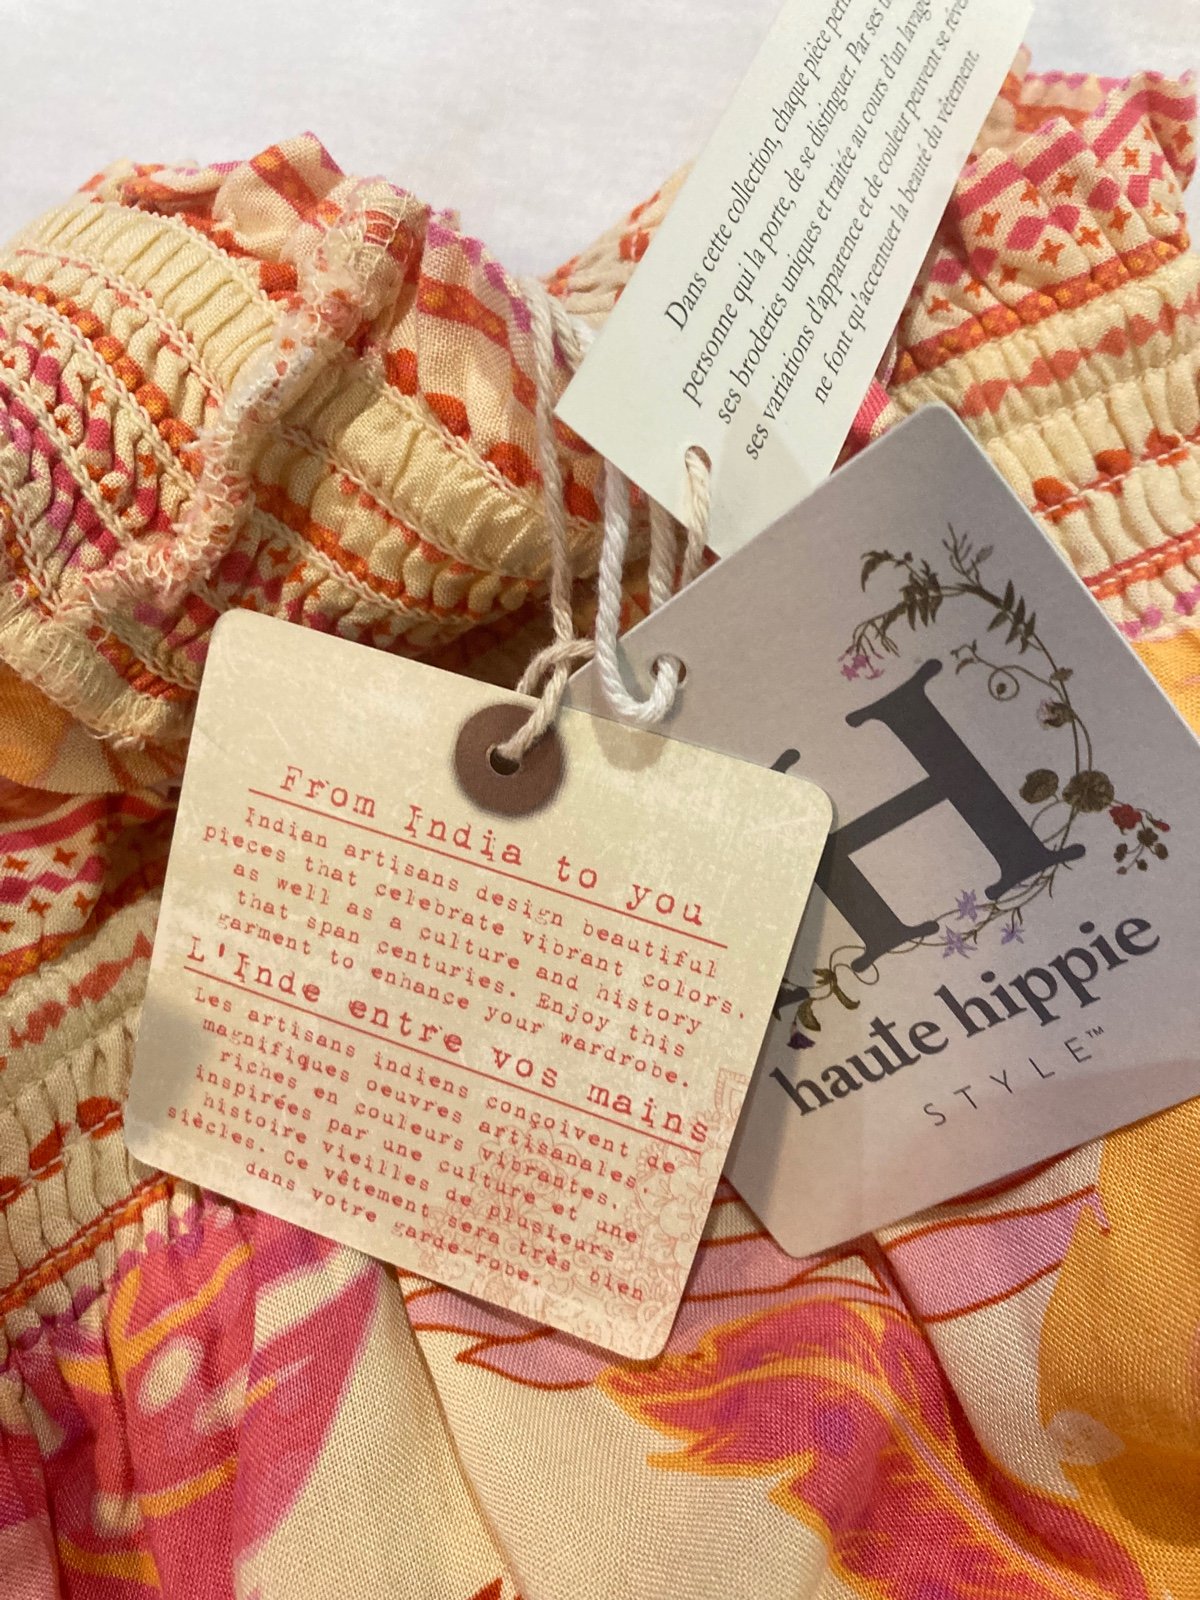 Dans cette collection, chaque pièce
personne qui la porte, de se distinguer. Par ses
ses broderies uniques et traitée au cours d'un lavage
ses variations d'apparence et de couleur peuvent se
ne font qu'accentuer la beauté du vêtement.
H
haute hippie
STYLE™
From India to you
Indian artisans design beautiful
pieces that celebrate vibrant colors.
as well as a culture and history
that span centuries. Enjoy this
garment to enhance your wardrobe.
L'Inde entre vos mains
Les artisans indiens conçoivent de
magnifiques oeuvres artisanales.
riches en couleurs vibrantes.
inspirées par une culture et une
histoire vieilles de plusieurs
siècles. Ce vêtement sera très bien
dans votre garde-robe.